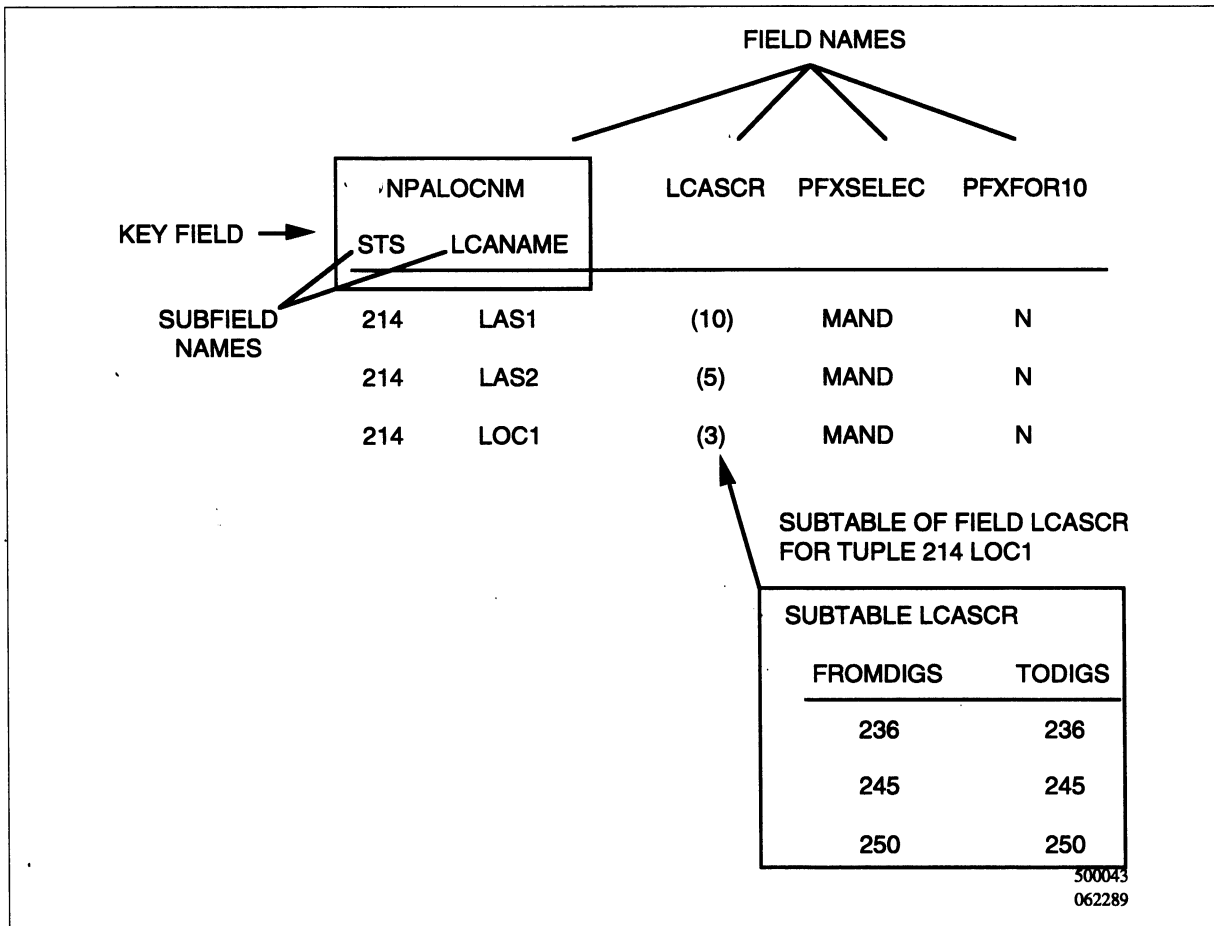 FIELD NAMES
NPALOCNM LCASCR PFXSELEC PFXFOR10
KEY FIELD
STS LCANAME
SUBFIELD NAMES
214 LAS1 (10) MAND N
214 LAS2 (5) MAND N
214 LOC1 (3) MAND N
SUBTABLE OF FIELD LCASCR
FOR TUPLE 214 LOC1
SUBTABLE LCASCR
FROMDIGS TODIGS
236 236
245 245
250 250
500043
062289